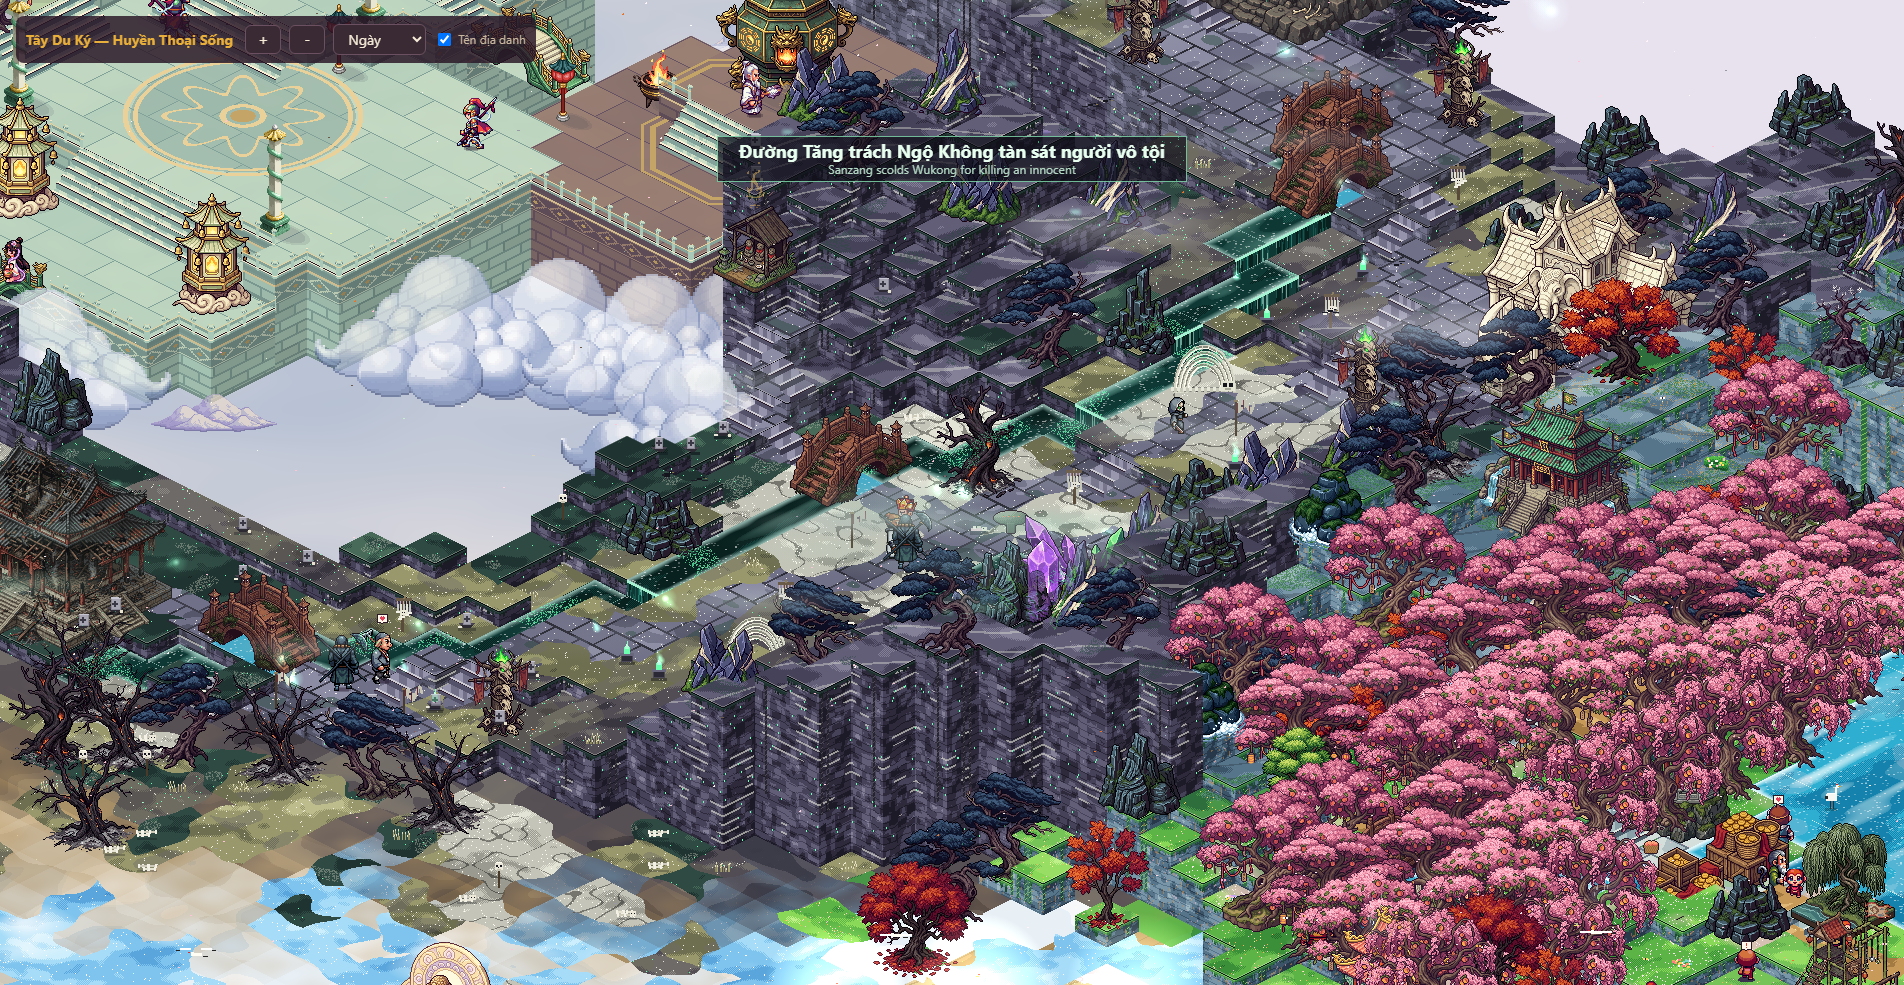 Tây Du Ký — Huyền Thoại Sống
+
-
Ngày
Tên địa danh
Đường Tăng trách Ngộ Không tàn sát người vô tội
Sanzang scolds Wukong for killing an innocent